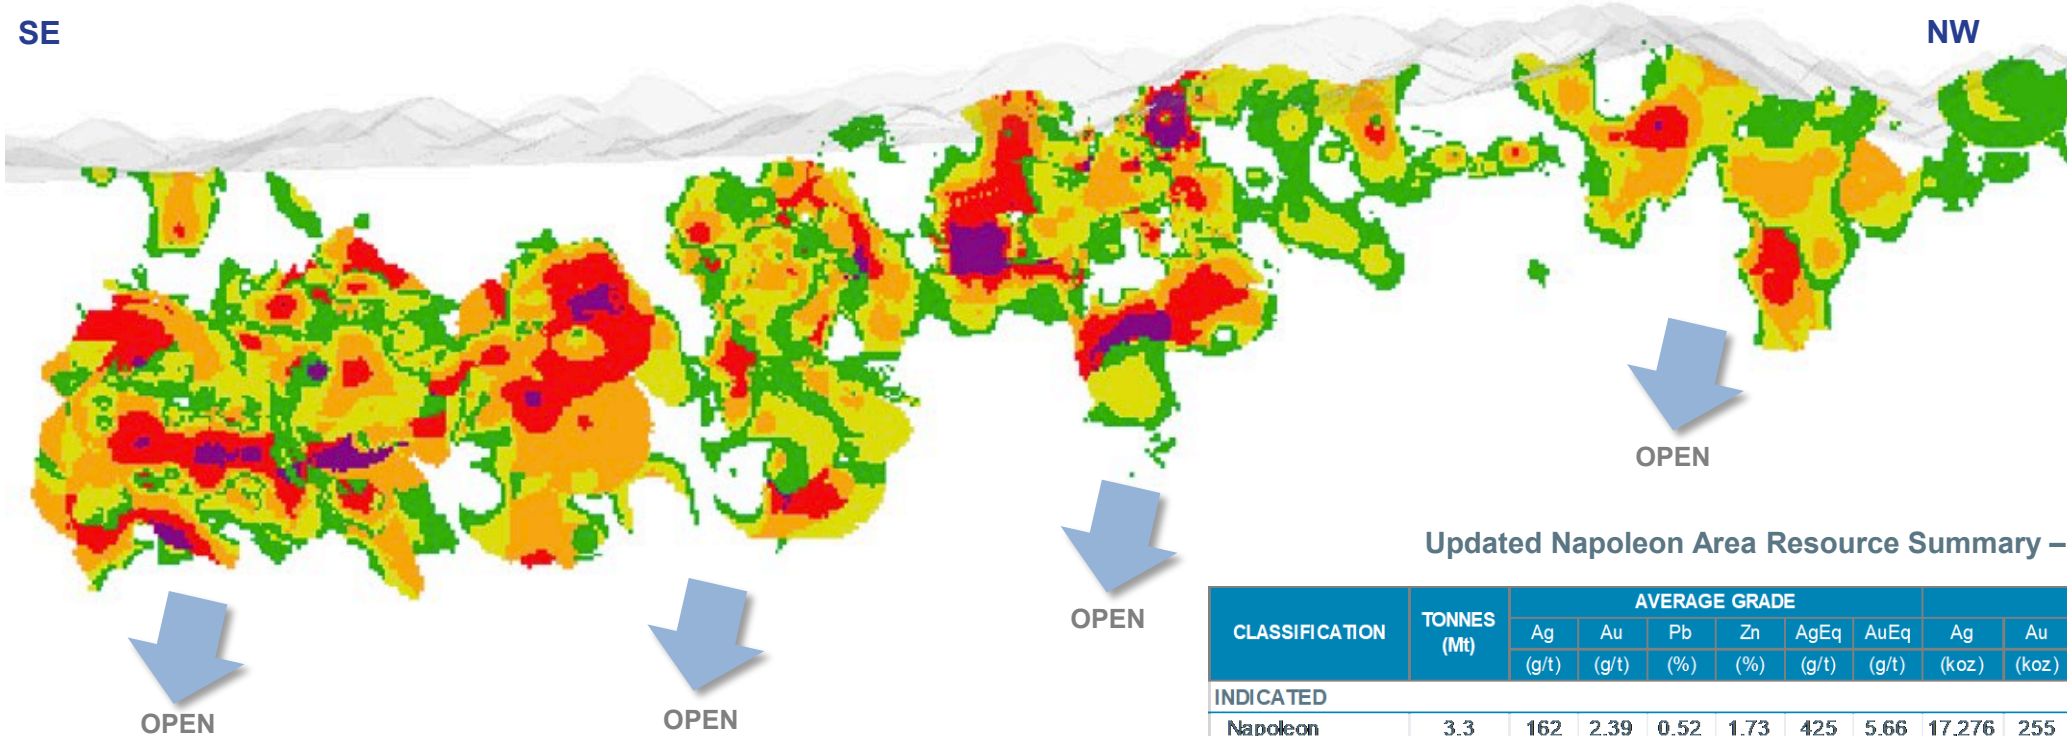 SE
NW
OPEN
OPEN
OPEN
OPEN
Updated Napoleon Area Resource Summary –
CLASSIFICATION TONNES (Mt) AVERAGE GRADE
Ag Au Pb Zn AgEq AuEq Ag Au
(g/t) (g/t) (%) (%) (g/t) (g/t) (koz) (koz)
INDICATED
Napoleon 3.3 162 2.39 0.52 1.73 425 5.66 17,276 255